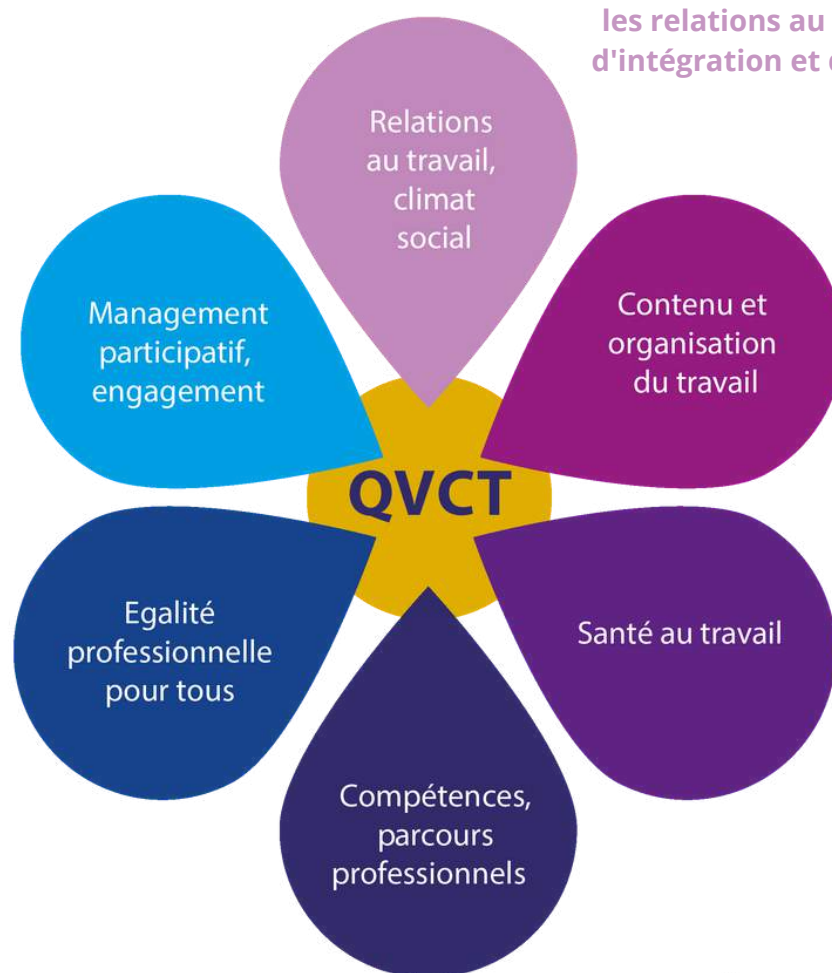 les relations au
d'intégration et
Relations
au travail,
climat
social
Management
participatif,
engagement
Contenu et
organisation
du travail
QVCT
Egalité
professionnelle
pour tous
Santé au travail
Compétences,
parcours
professionnels